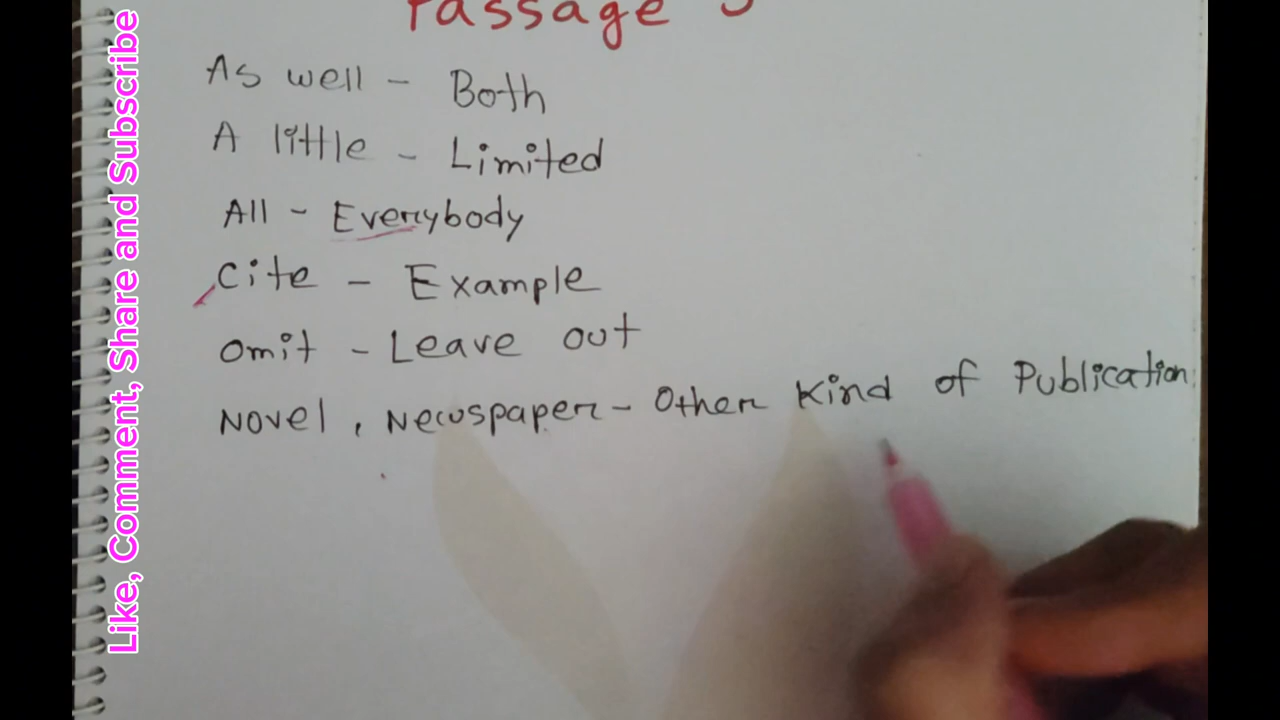 Passage 3
As well - Both
A little - Limited
All - Everybody
Cite - Example
Omit - Leave out
Novel, Newspaper - Other Kind of Publication
Like, Comment, Share and Subscribe